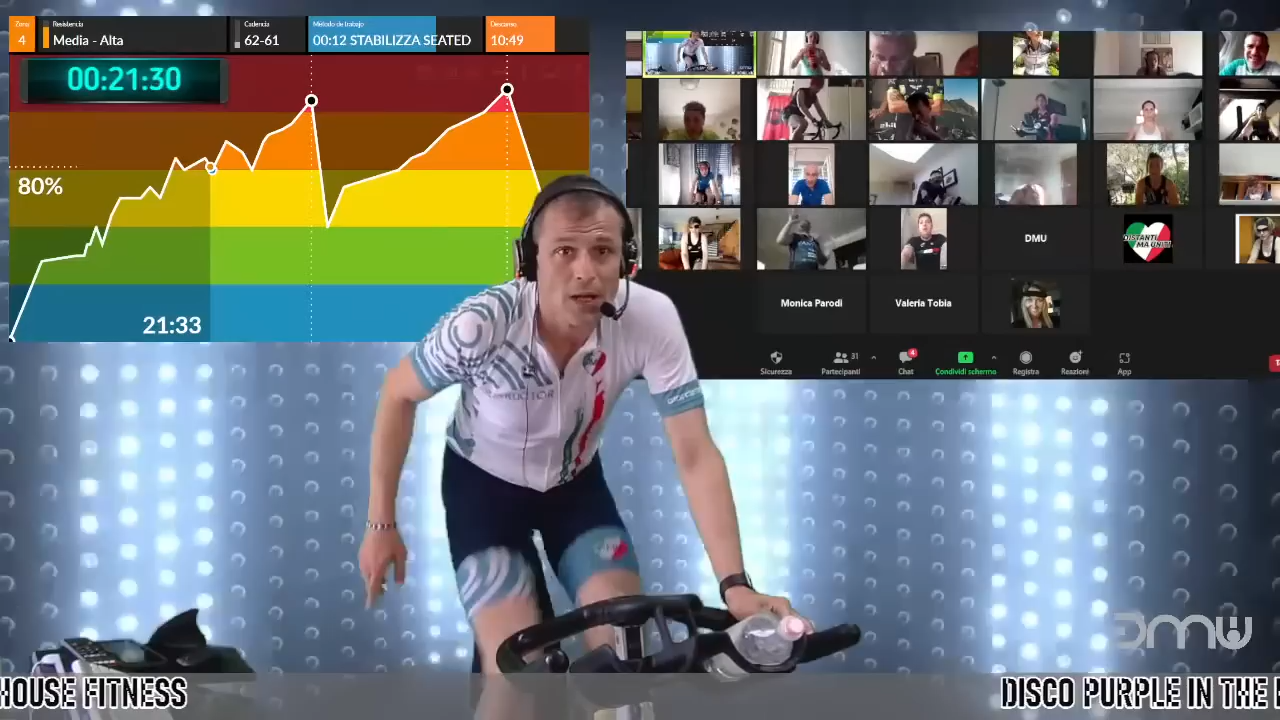 Zona
4
Resistencia
Media - Alta
Cadencia
62-61
Método de trabajo
00:12 STABILIZZA SEATED
Descanso
10:49
00:21:30
80%
21:33
DMU
DISTANTI
MA UNITI
Monica Parodi
Valeria Tobia
Sicurezza
31
Partecipanti
4
Chat
Condividi schermo
Registra
Reazioni
App
DMU
HOUSE FITNESS
DISCO PURPLE IN THE